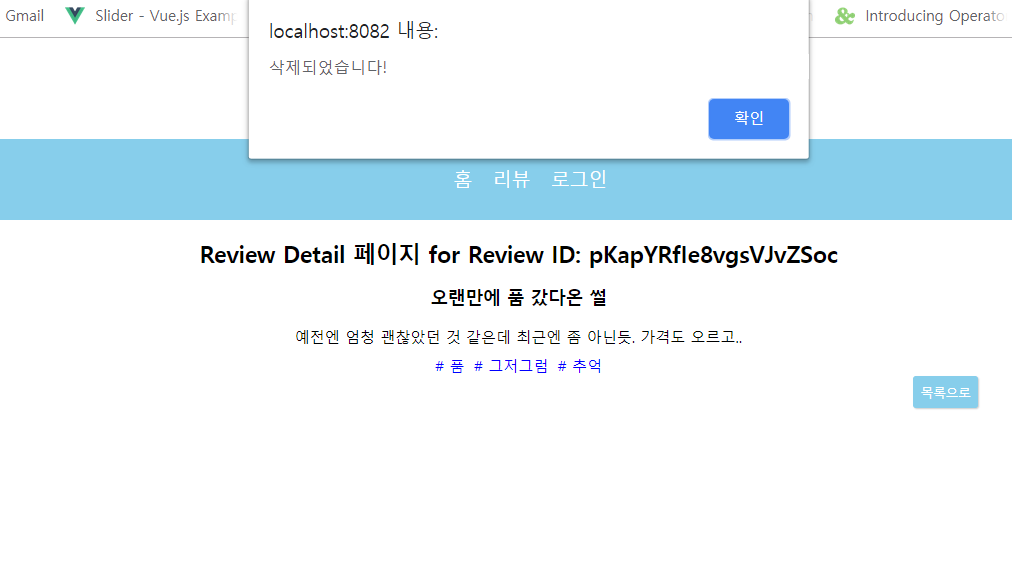 Gmail Slider - Vue.js Examp Introducing Operato
localhost:8082 내용:
삭제되었습니다!
확인
홈 리뷰 로그인
Review Detail 페이지 for Review ID: pKapYRfIe8vgsVJvZSoc
오랜만에 품 갔다온 썰
예전엔 엄청 괜찮았던 것 같은데 최근엔 좀 아닌듯. 가격도 오르고..
# 품 # 그저그럼 # 추억
목록으로